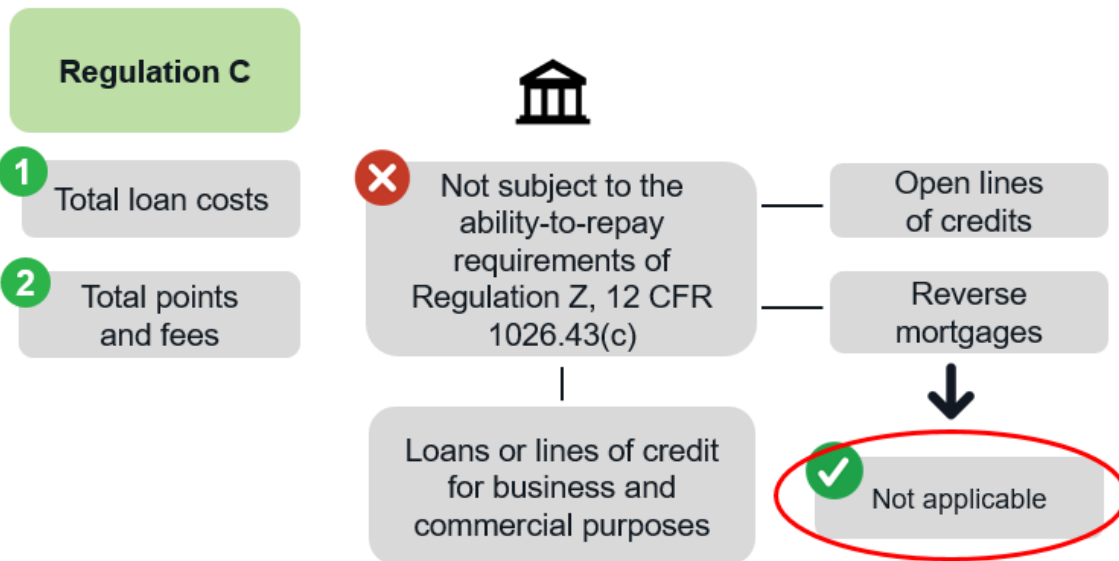 Regulation C
1
Total loan costs
2
Total points
and fees
Not subject to the
ability-to-repay
requirements of
Regulation Z, 12 CFR
1026.43(c)
Open lines
of credits
Reverse
mortgages
Loans or lines of credit
for business and
commercial purposes
Not applicable